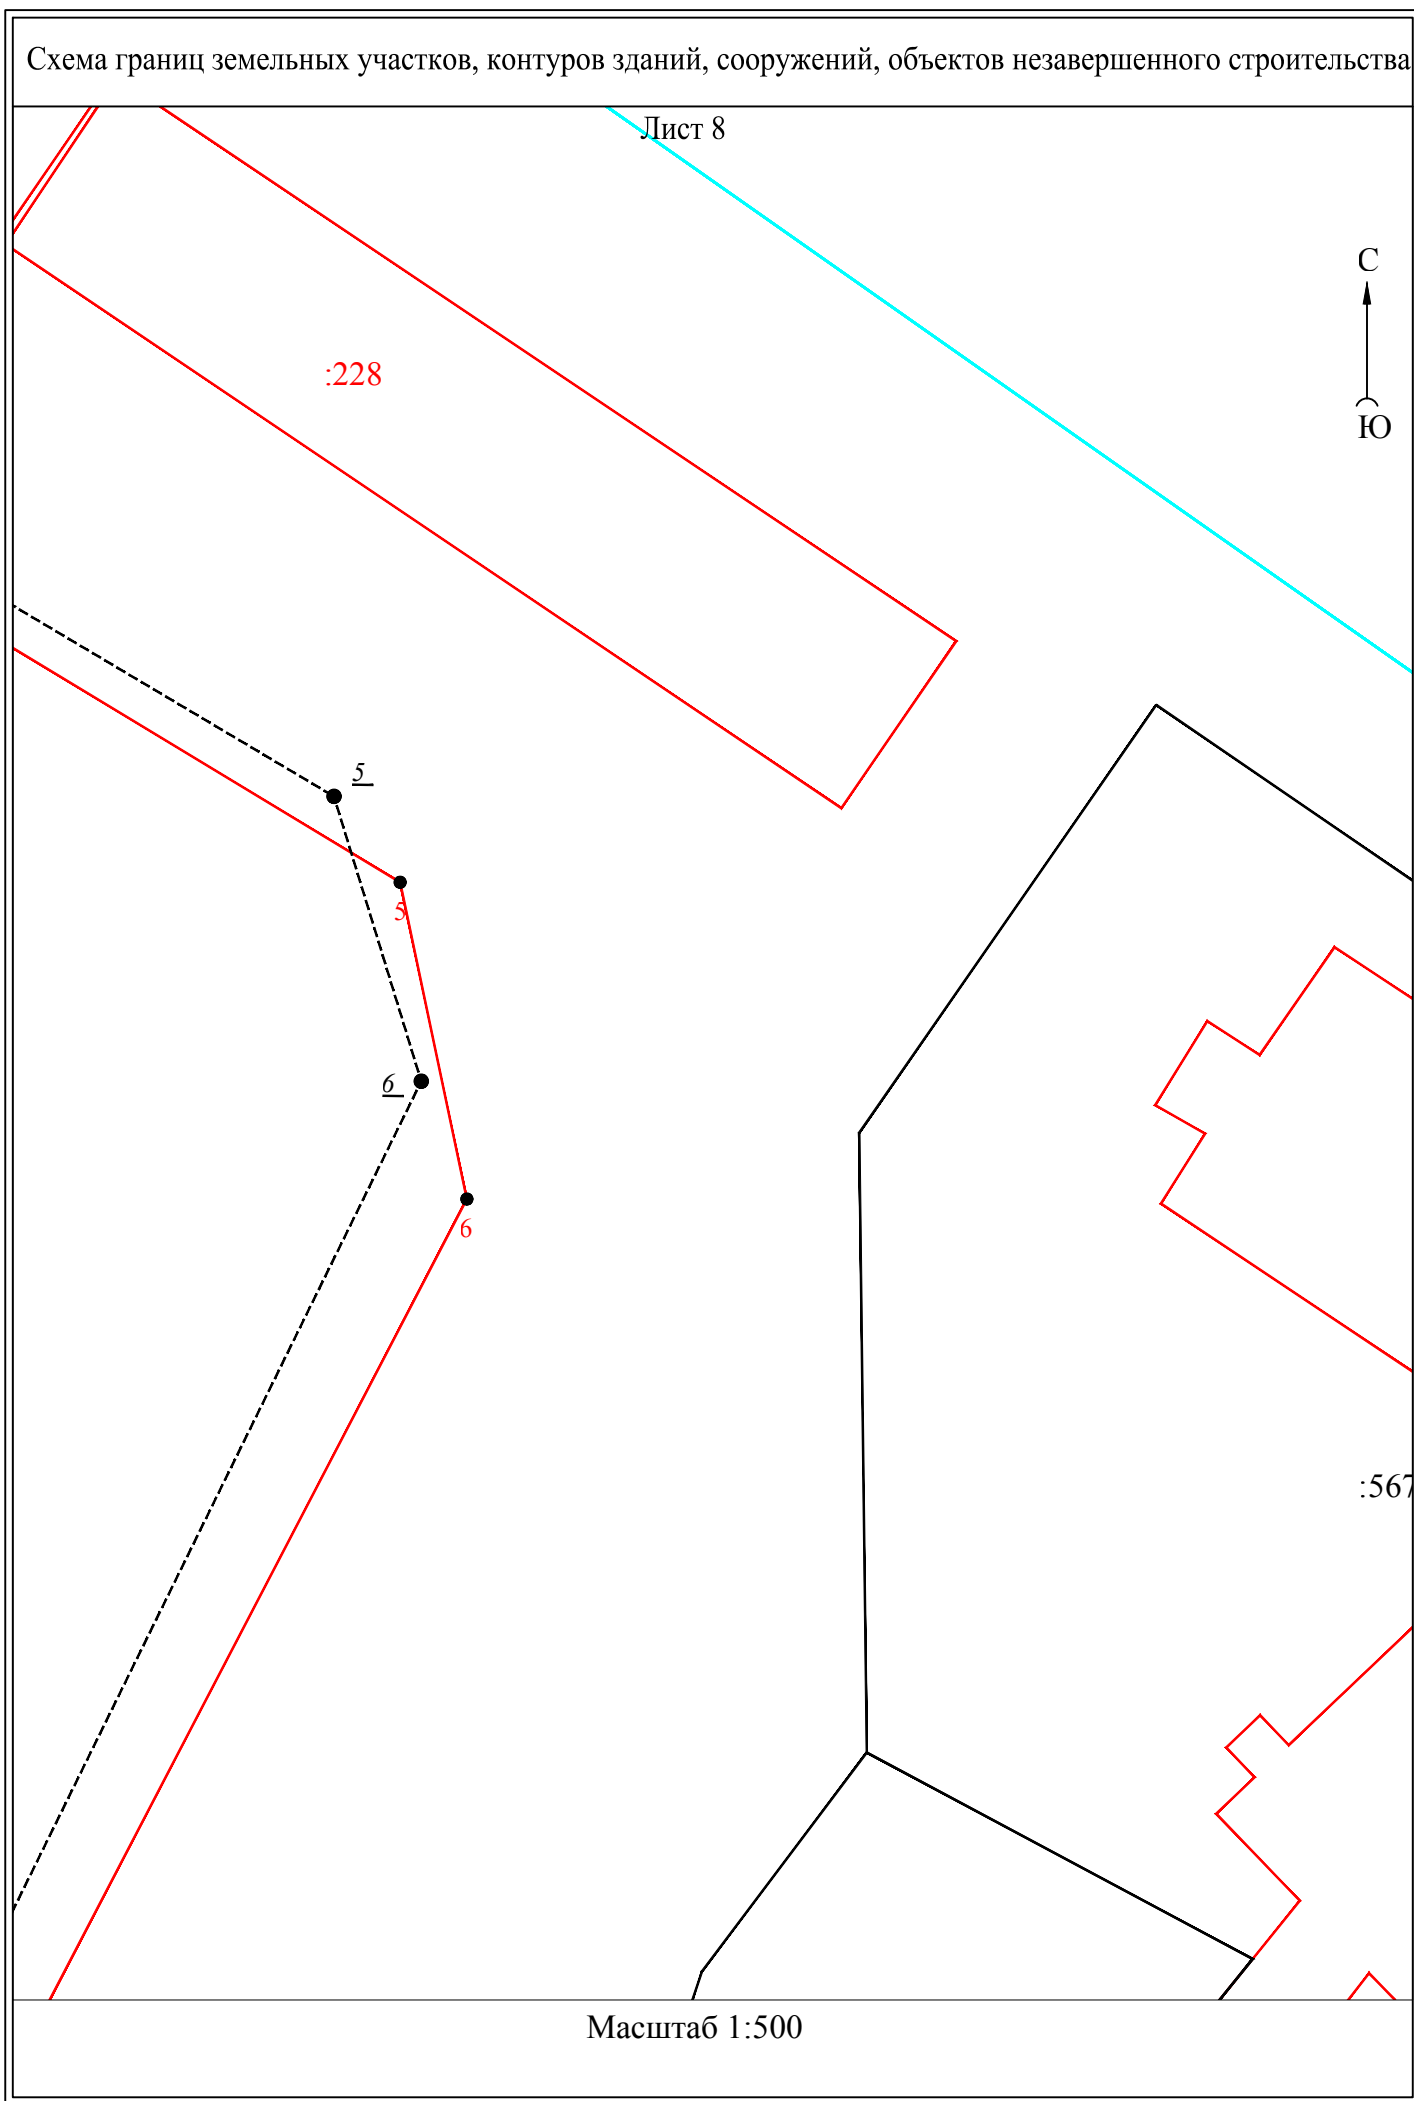 Схема границ земельных участков, контуров зданий, сооружений, объектов незавершенного строительства
Лист 8
С
Ю
:228
5
5
6
6
:567
Масштаб 1:500